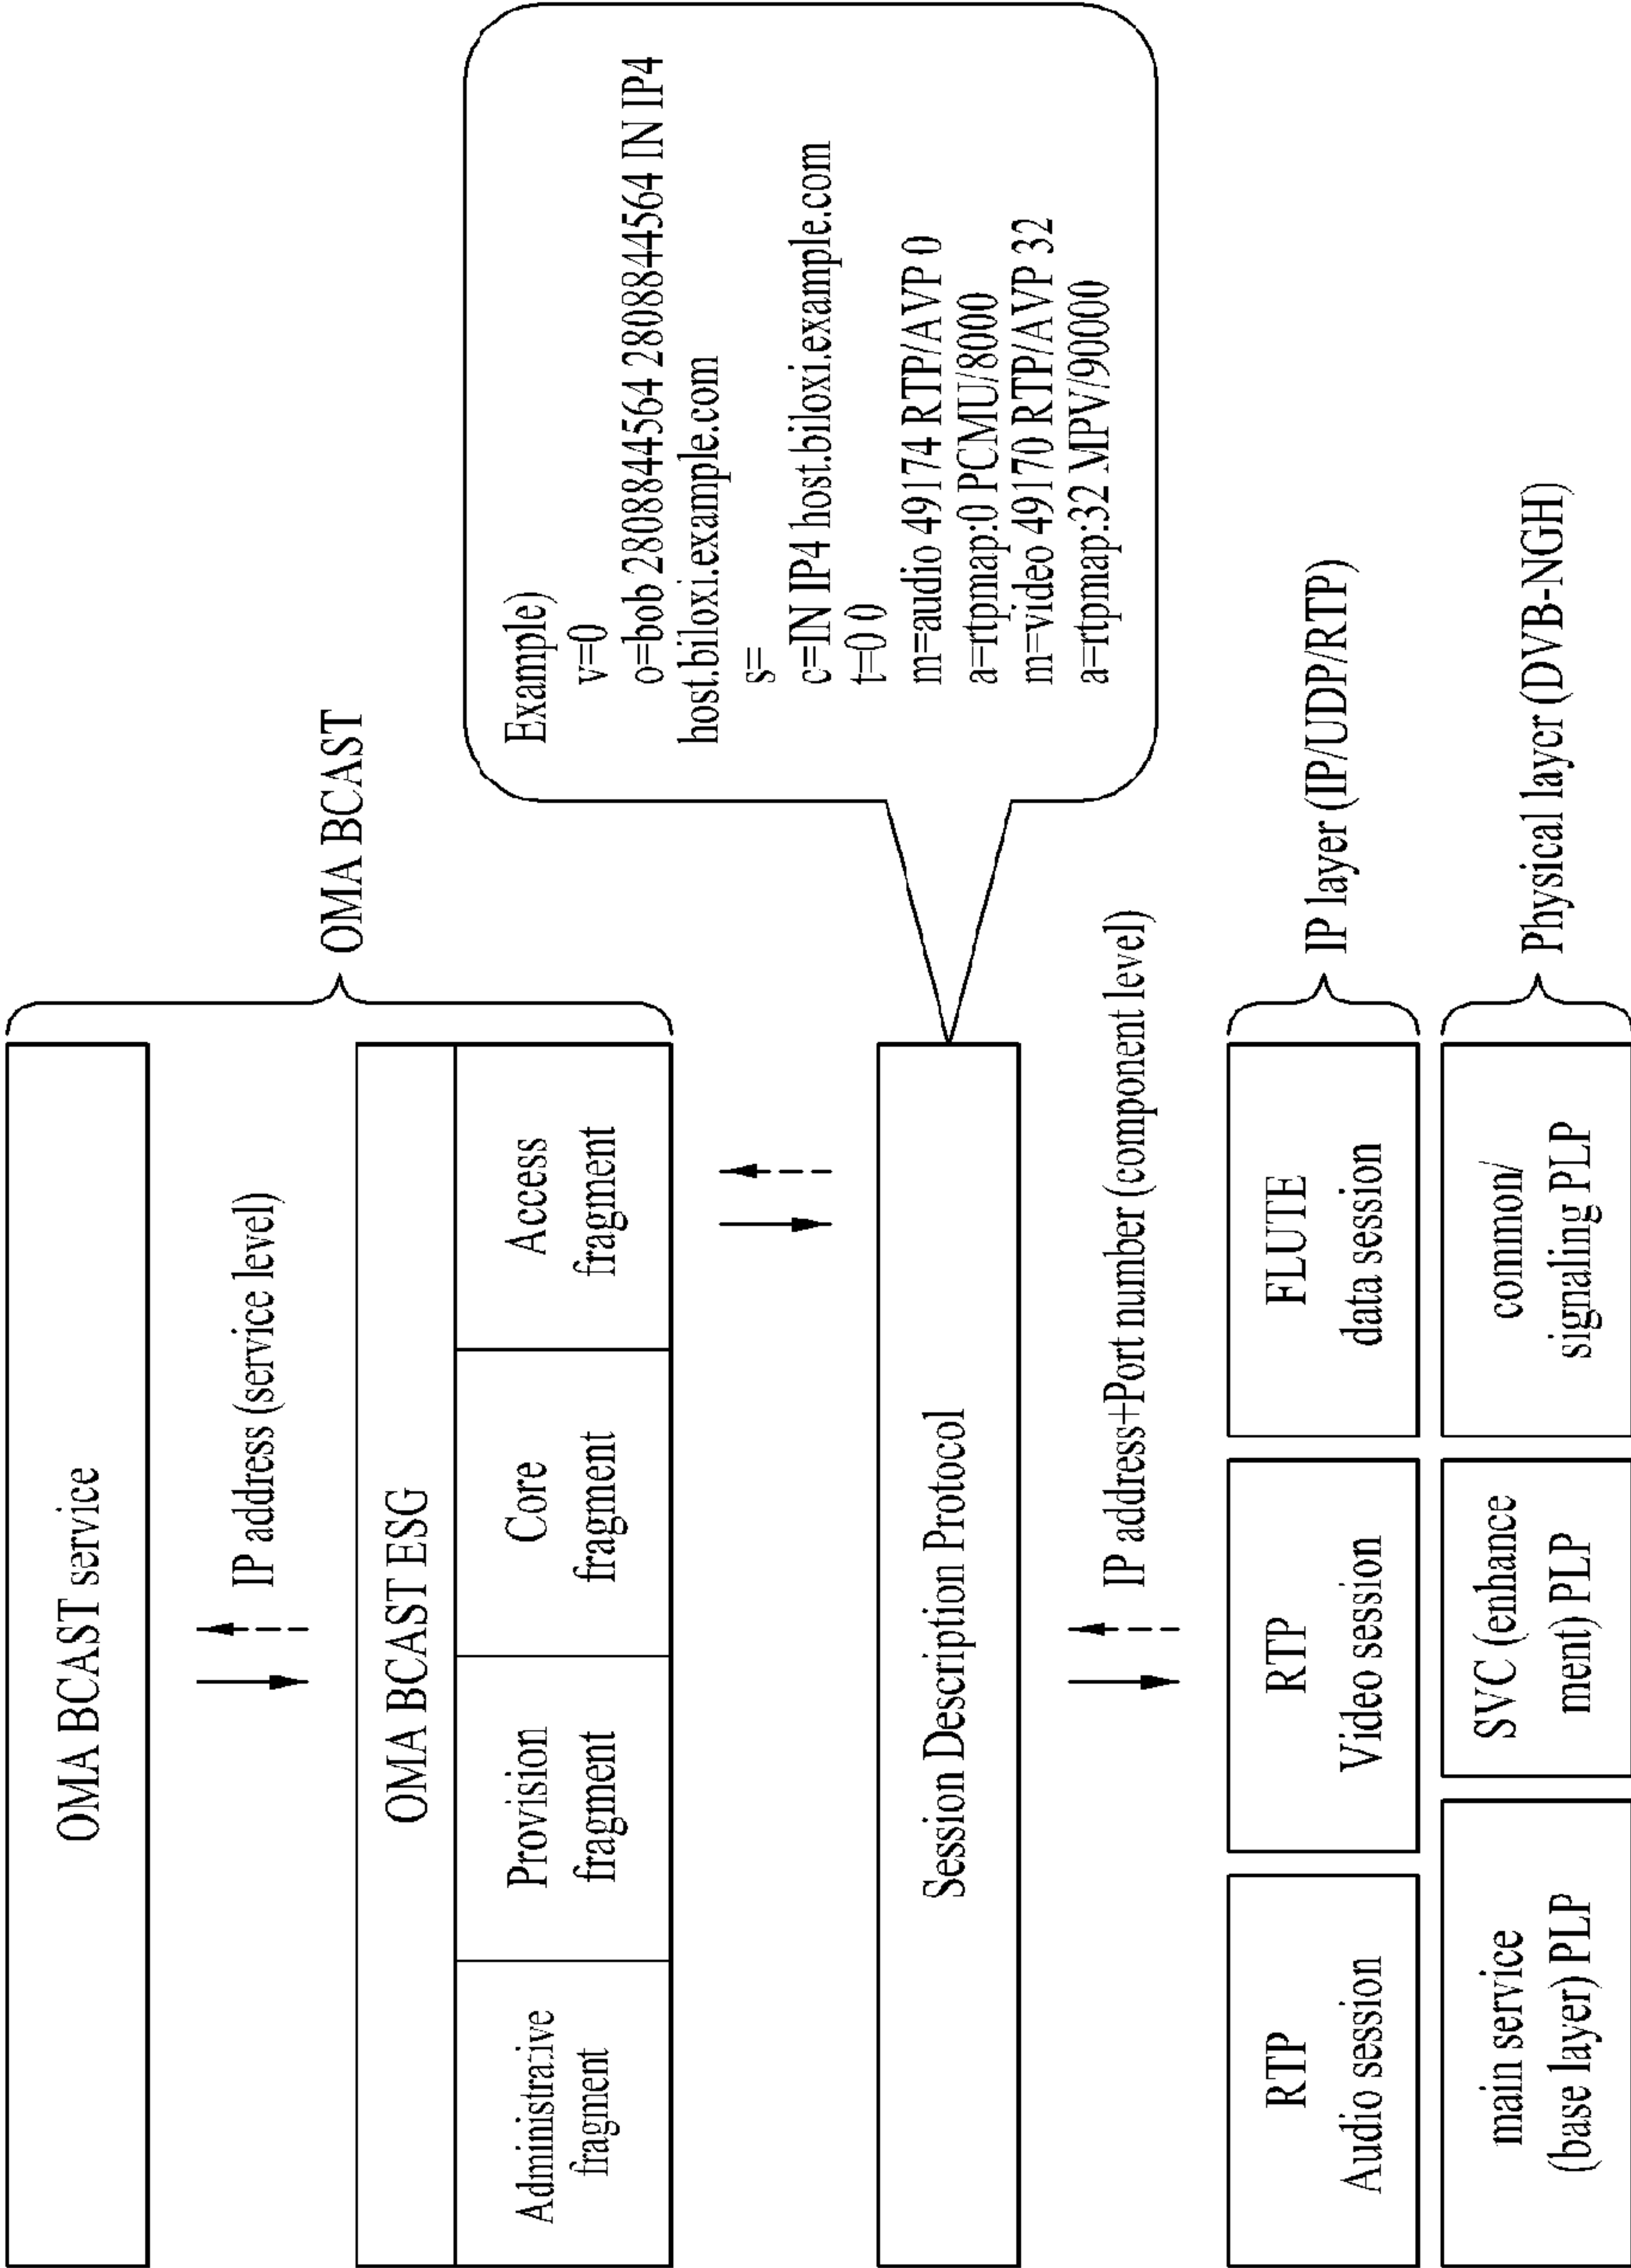 OMA BCAST service
IP address (service level)
OMA BCAST
OMA BCAST ESG
Administrative
fragment
Provision
fragment
Core
fragment
Access
fragment
Session Description Protocol
Example)
v=0
o=bob 2808844564 2808844564 IN IP4
host.biloxi.example.com
s=
c=IN IP4 host.biloxi.example.com
t=0 0
m=audio 49174 RTP/AVP 0
a=rtpmap:0 PCMU/8000
m=video 49170 RTP/AVP 32
a=rtpmap:32 MPV/90000
IP address+Port number (component level)
RTP
Audio session
RTP
Video session
FLUTE
data session
IP layer (IP/UDP/RTP)
main service
(base layer) PLP
SVC (enhance
ment) PLP
common/
signaling PLP
Physical layer (DVB-NGH)